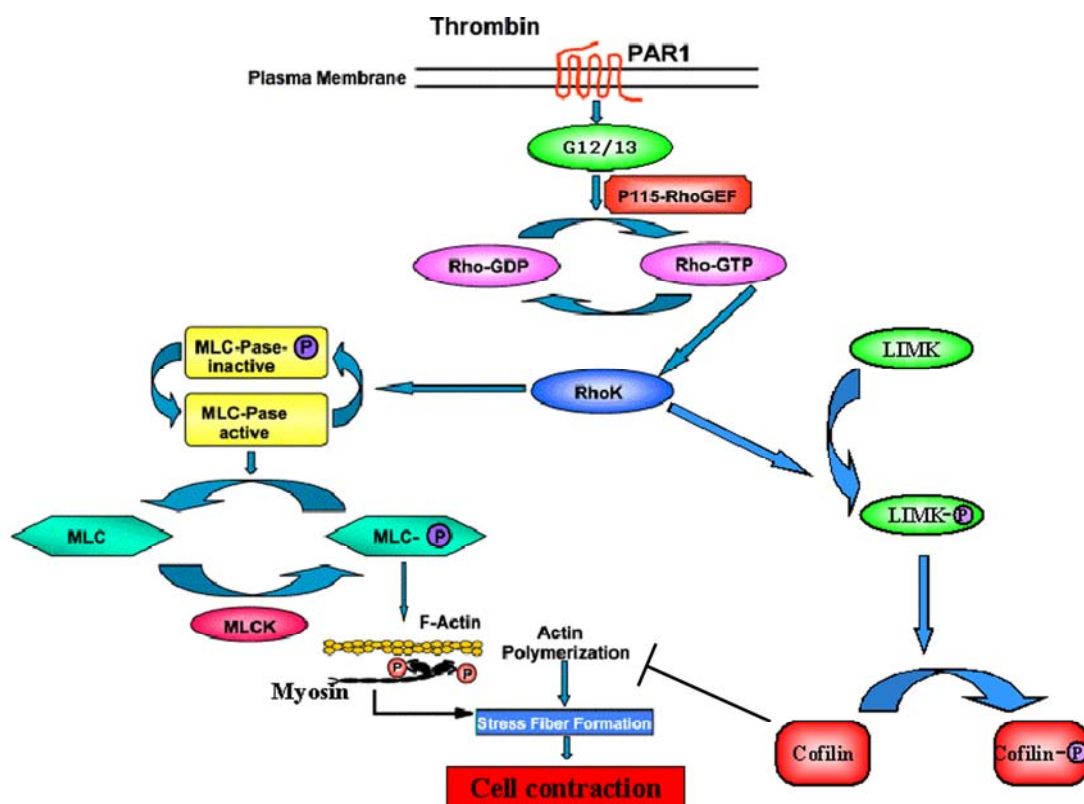 Thrombin
PAR1
Plasma Membrane
G12/13
P115-RhoGEF
Rho-GDP
Rho-GTP
MLC-Pase- P
inactive
LIMK
RhoK
MLC-Pase
active
LIMK-P
MLC
MLC- P
MLCK
F-Actin
Actin
Polymerization
P
P
Myosin
Stress Fiber Formation
Cofilin
Cofilin-P
Cell contraction